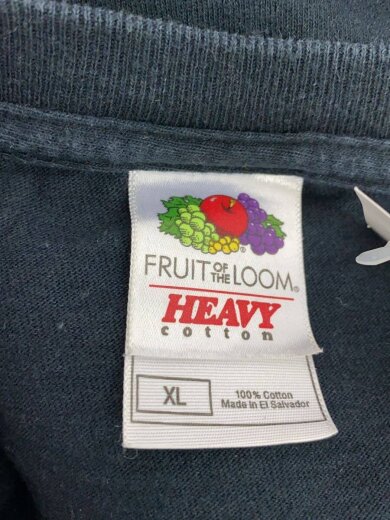 FRUIT OF THE LOOM®
HEAVY
cotton
XL
100% Cotton
Made in El Salvador